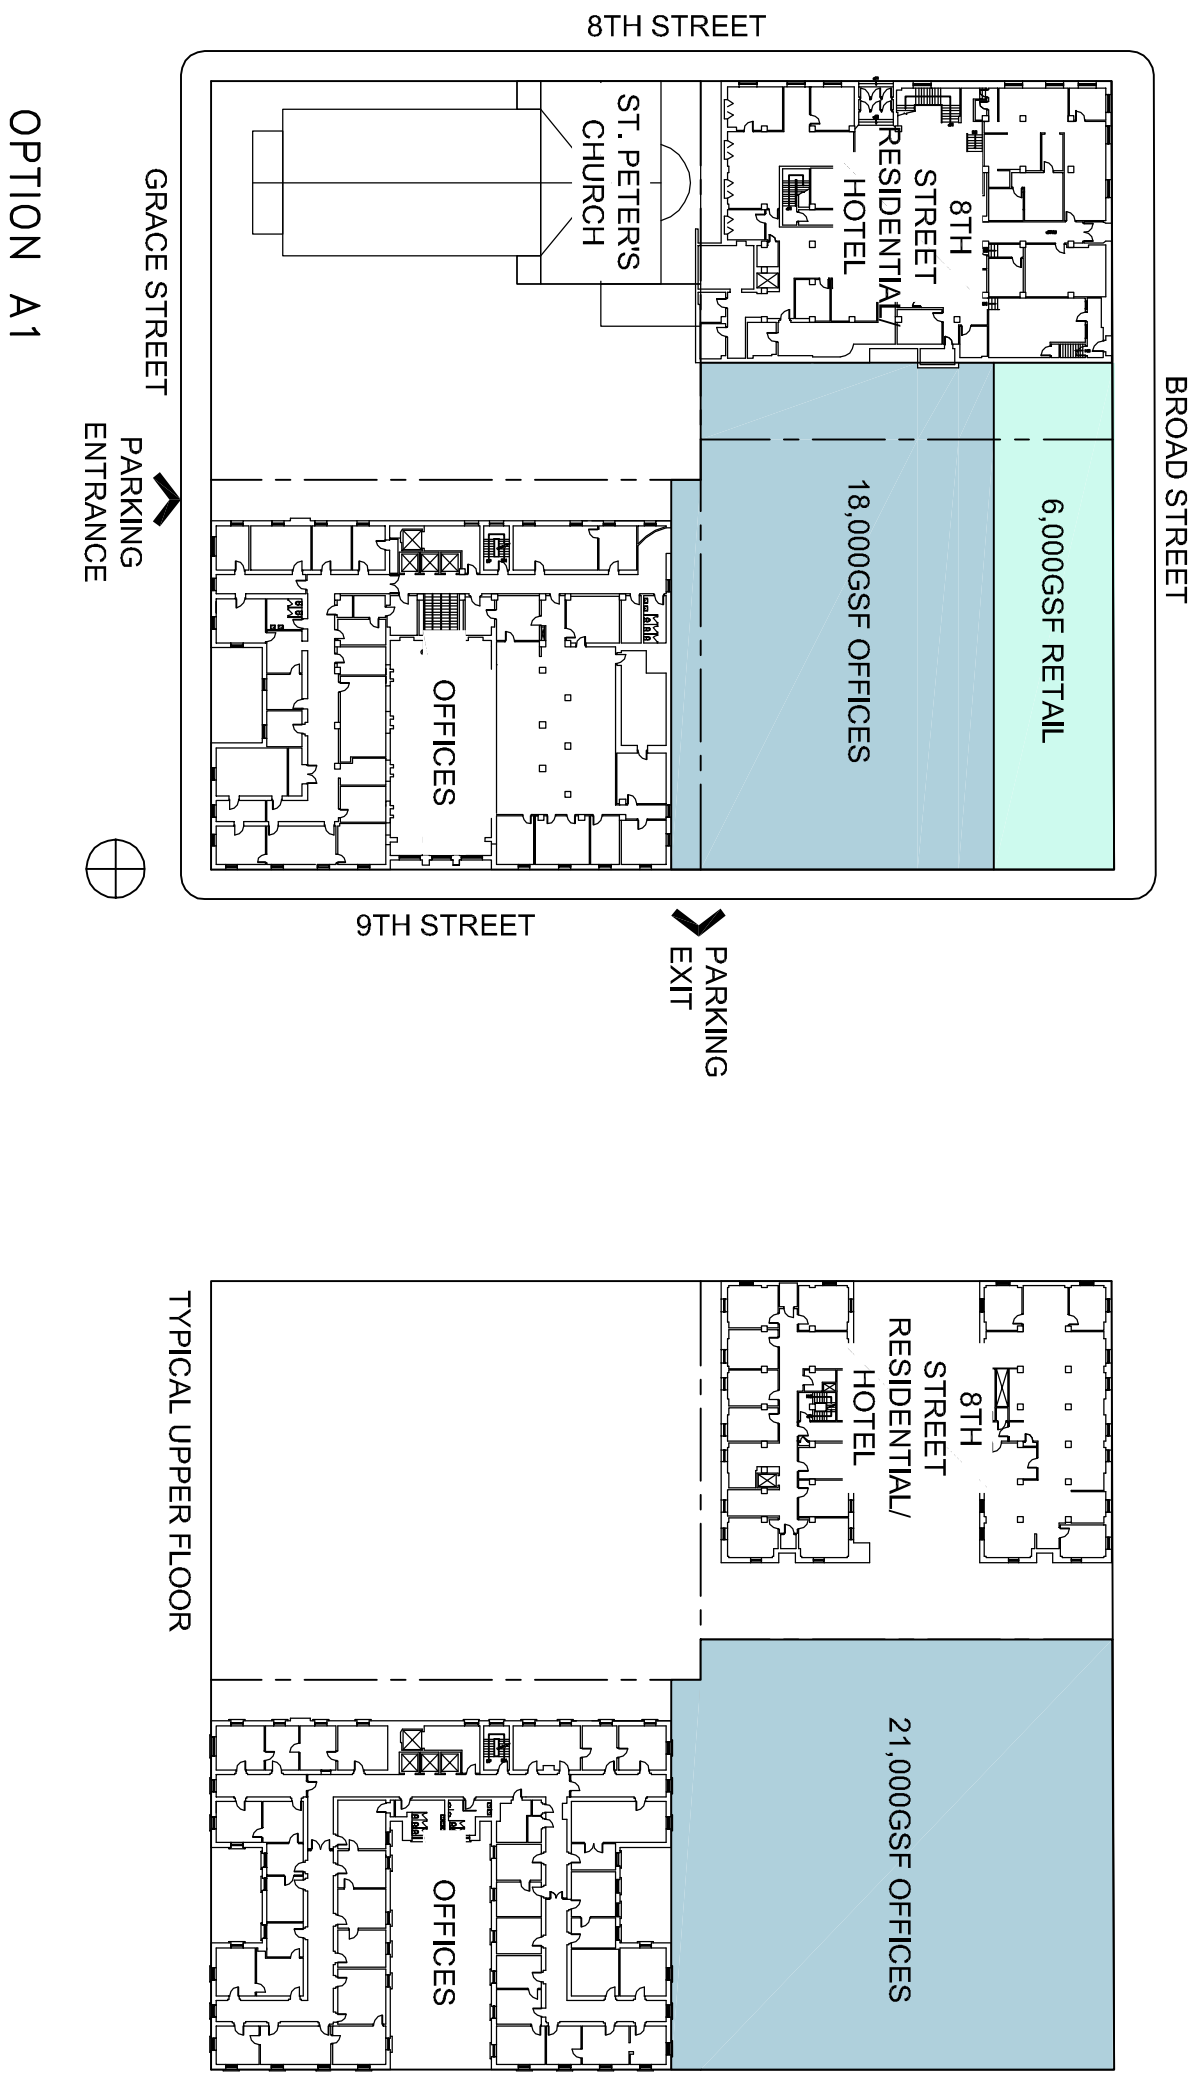 8TH STREET
ST. PETER'S
CHURCH
8TH
STREET
RESIDENTIAL
HOTEL
BROAD STREET
6,000GSF RETAIL
18,000GSF OFFICES
OFFICES
GRACE STREET
PARKING
ENTRANCE
9TH STREET
PARKING
EXIT
OPTION A1
8TH
STREET
RESIDENTIAL/
HOTEL
21,000GSF OFFICES
OFFICES
TYPICAL UPPER FLOOR